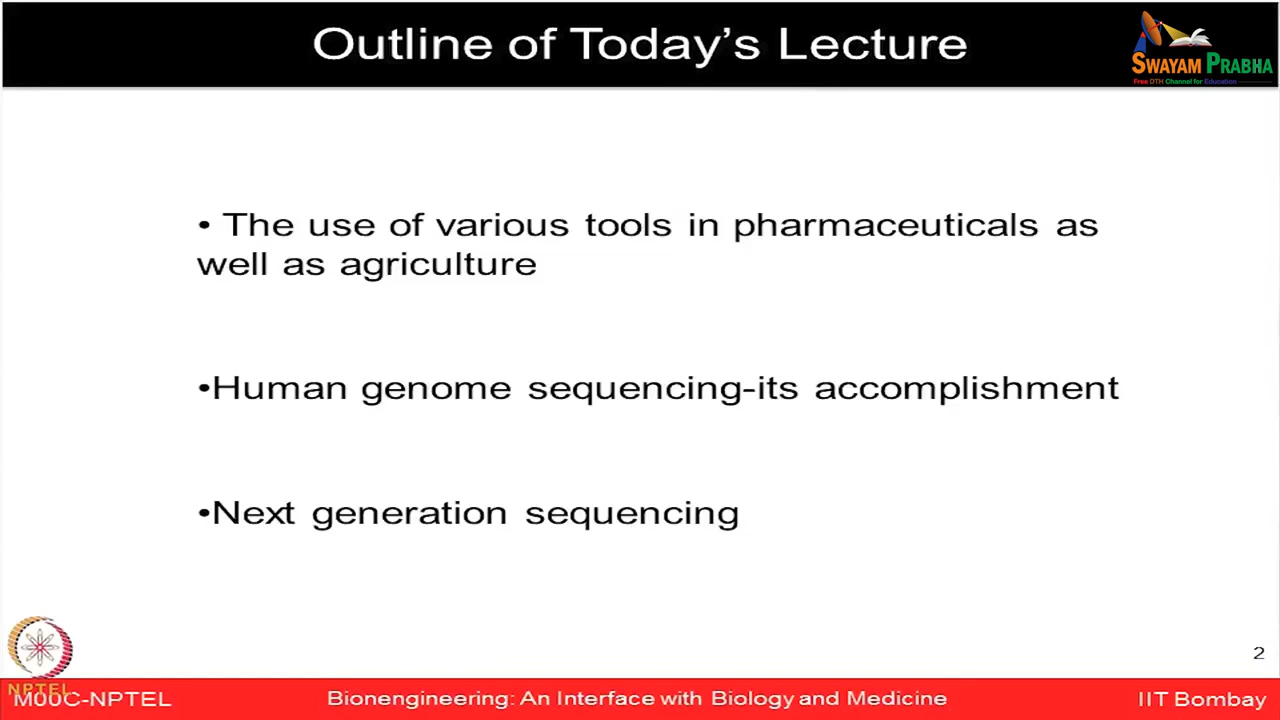 Outline of Today's Lecture
SWAYAM PRABHA
Free DTH Channel for Education
• The use of various tools in pharmaceuticals as
well as agriculture
•Human genome sequencing-its accomplishment
•Next generation sequencing
2
NPTEL
M00C-NPTEL
Bionengineering: An Interface with Biology and Medicine
IIT Bombay